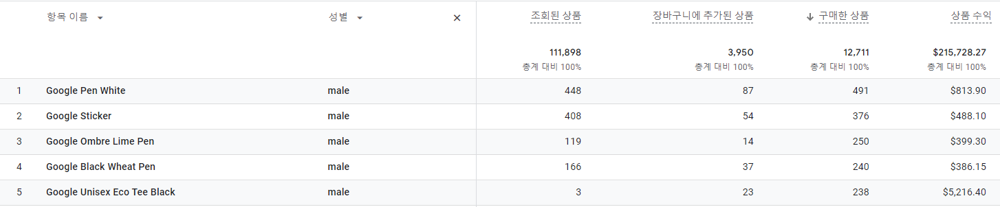 항목 이름 성별 조회된 상품 장바구니에 추가된 상품 구매한 상품 상품 수익
111,898 3,950 12,711 $215,728.27
총계 대비 100% 총계 대비 100% 총계 대비 100% 총계 대비 100%
1 Google Pen White male 448 87 491 $813.90
2 Google Sticker male 408 54 376 $488.10
3 Google Ombre Lime Pen male 119 14 250 $399.30
4 Google Black Wheat Pen male 166 37 240 $386.15
5 Google Unisex Eco Tee Black male 3 23 238 $5,216.40